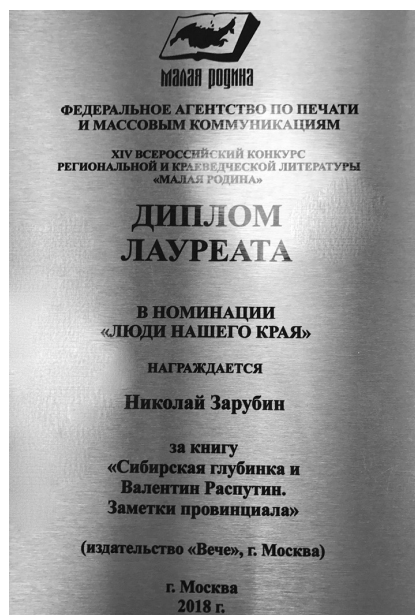 малая родина
ФЕДЕРАЛЬНОЕ АГЕНТСТВО ПО ПЕЧАТИ
И МАССОВЫМ КОММУНИКАЦИЯМ
XIV ВСЕРОССИЙСКИЙ КОНКУРС
РЕГИОНАЛЬНОЙ И КРАЕВЕДЧЕСКОЙ ЛИТЕРАТУРЫ
«МАЛАЯ РОДИНА»
ДИПЛОМ
ЛАУРЕАТА
В НОМИНАЦИИ
«ЛЮДИ НАШЕГО КРАЯ»
НАГРАЖДАЕТСЯ
Николай Зарубин
за книгу
«Сибирская глубинка и
Валентин Распутин.
Заметки провинциала»
(издательство «Вече», г. Москва)
г. Москва
2018 г.